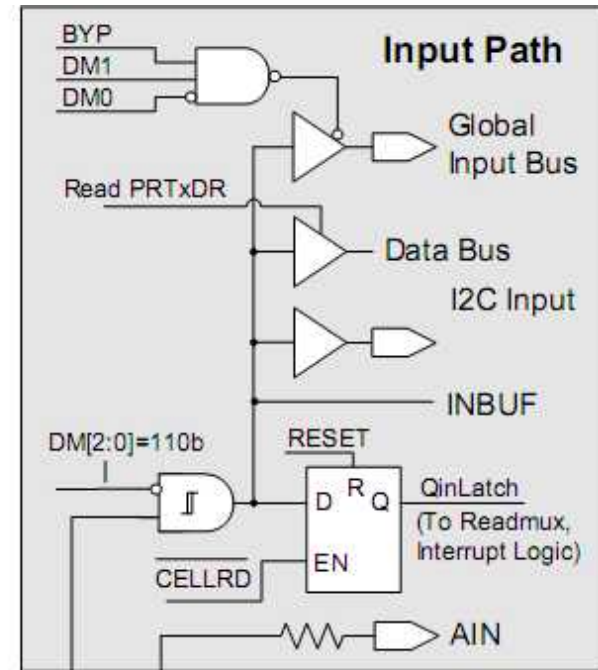 BYP
Input Path
DM1
DM0
Global
Input Bus
Read PRTxDR
Data Bus
I2C Input
INBUF
DM[2:0]=110b
RESET
D
R
Q
QinLatch
(To Readmux,
Interrupt Logic)
EN
CELLRD
AIN